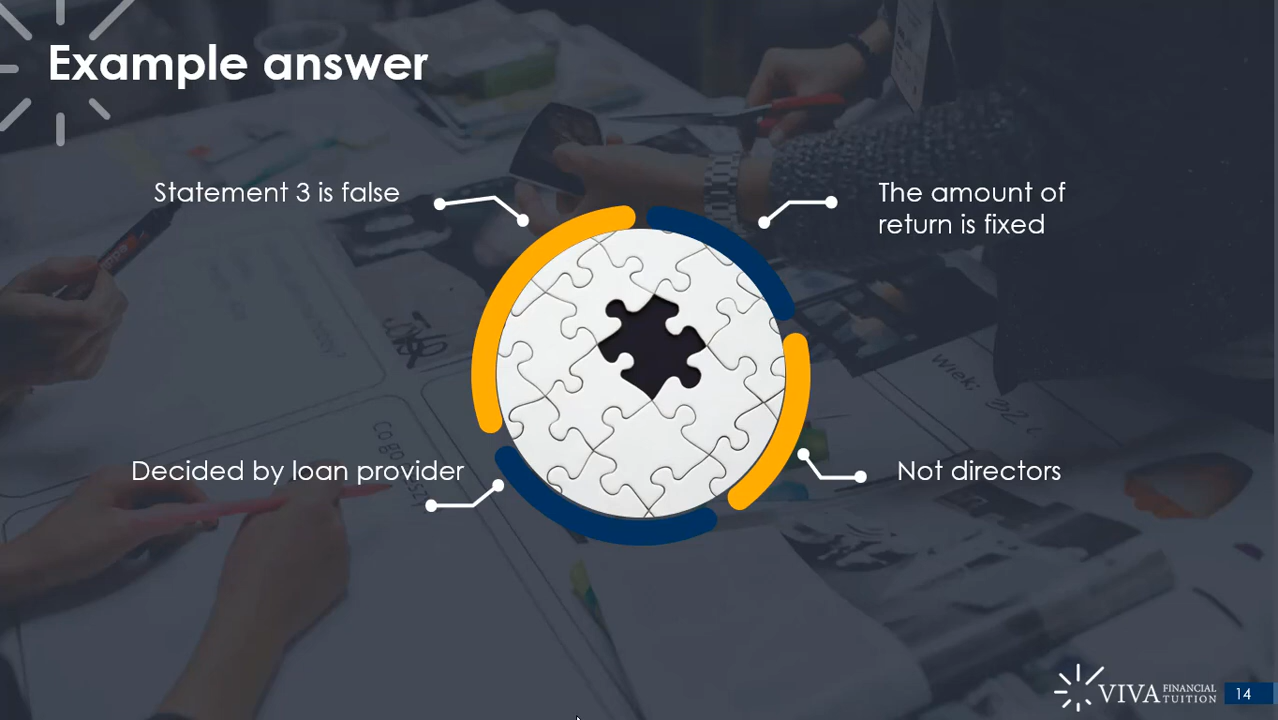 Example answer
Statement 3 is false
The amount of
return is fixed
Decided by loan provider
Not directors
Wiek:
VIVA FINANCIAL TUITION
14